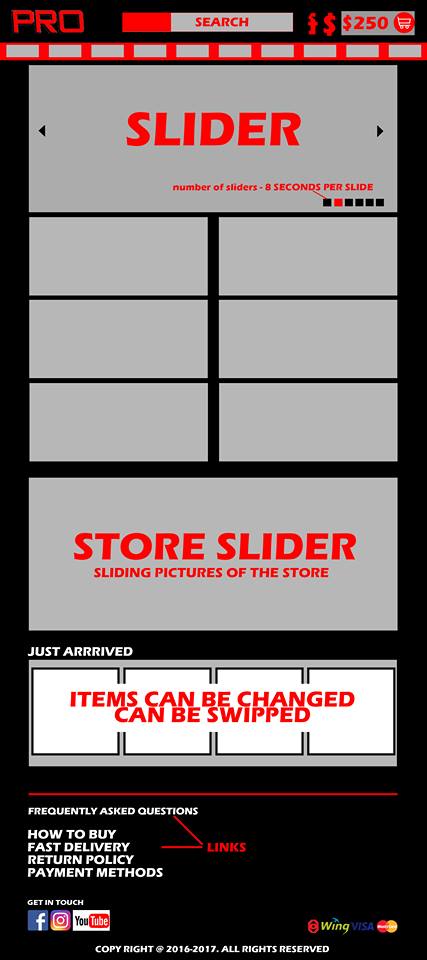 PRO
SEARCH
$
$250
SLIDER
number of sliders - 8 SECONDS PER SLIDE
STORE SLIDER
SLIDING PICTURES OF THE STORE
JUST ARRRIVED
ITEMS CAN BE CHANGED
CAN BE SWIPPED
FREQUENTLY ASKED QUESTIONS
HOW TO BUY
FAST DELIVERY
LINKS
RETURN POLICY
PAYMENT METHODS
GET IN TOUCH
f
You Tube
Wing VISA MasterCard
COPY RIGHT @ 2016-2017. ALL RIGHTS RESERVED